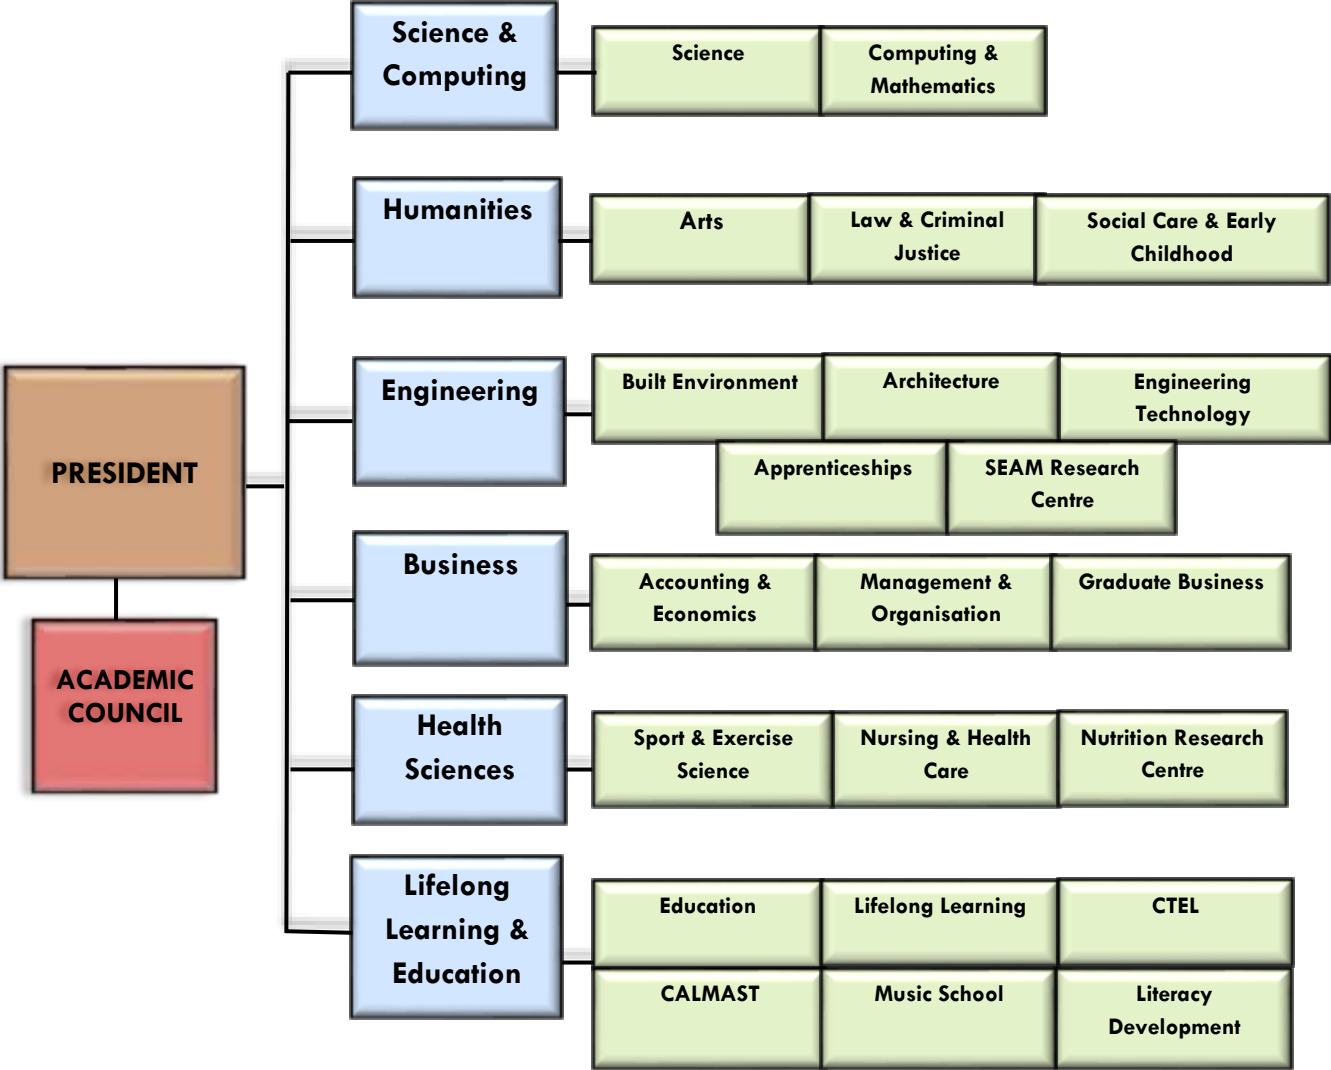 Science &
Computing
Science
Computing &
Mathematics
Humanities
Arts
Law & Criminal
Justice
Social Care & Early
Childhood
Engineering
Built Environment
Architecture
Engineering
Technology
Apprenticeships
SEAM Research
Centre
PRESIDENT
ACADEMIC
COUNCIL
Business
Accounting &
Economics
Management &
Organisation
Graduate Business
Health
Sciences
Sport & Exercise
Science
Nursing & Health
Care
Nutrition Research
Centre
Lifelong
Learning &
Education
Education
Lifelong Learning
CTEL
CALMAST
Music School
Literacy
Development